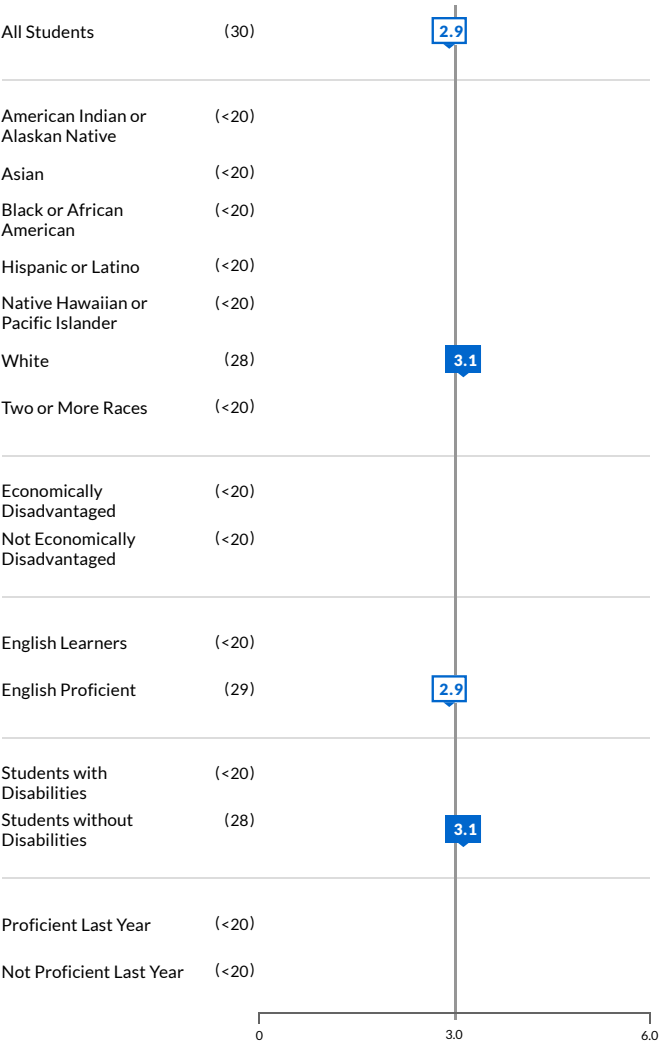 All Students (30) 2.9
American Indian or (<20)
Alaskan Native
Asian (<20)
Black or African (<20)
American
Hispanic or Latino (<20)
Native Hawaiian or (<20)
Pacific Islander
White (28) 3.1
Two or More Races (<20)
Economically (<20)
Disadvantaged
Not Economically (<20)
Disadvantaged
English Learners (<20)
English Proficient (29) 2.9
Students with (<20)
Disabilities
Students without (28) 3.1
Disabilities
Proficient Last Year (<20)
Not Proficient Last Year (<20)
0 3.0 6.0